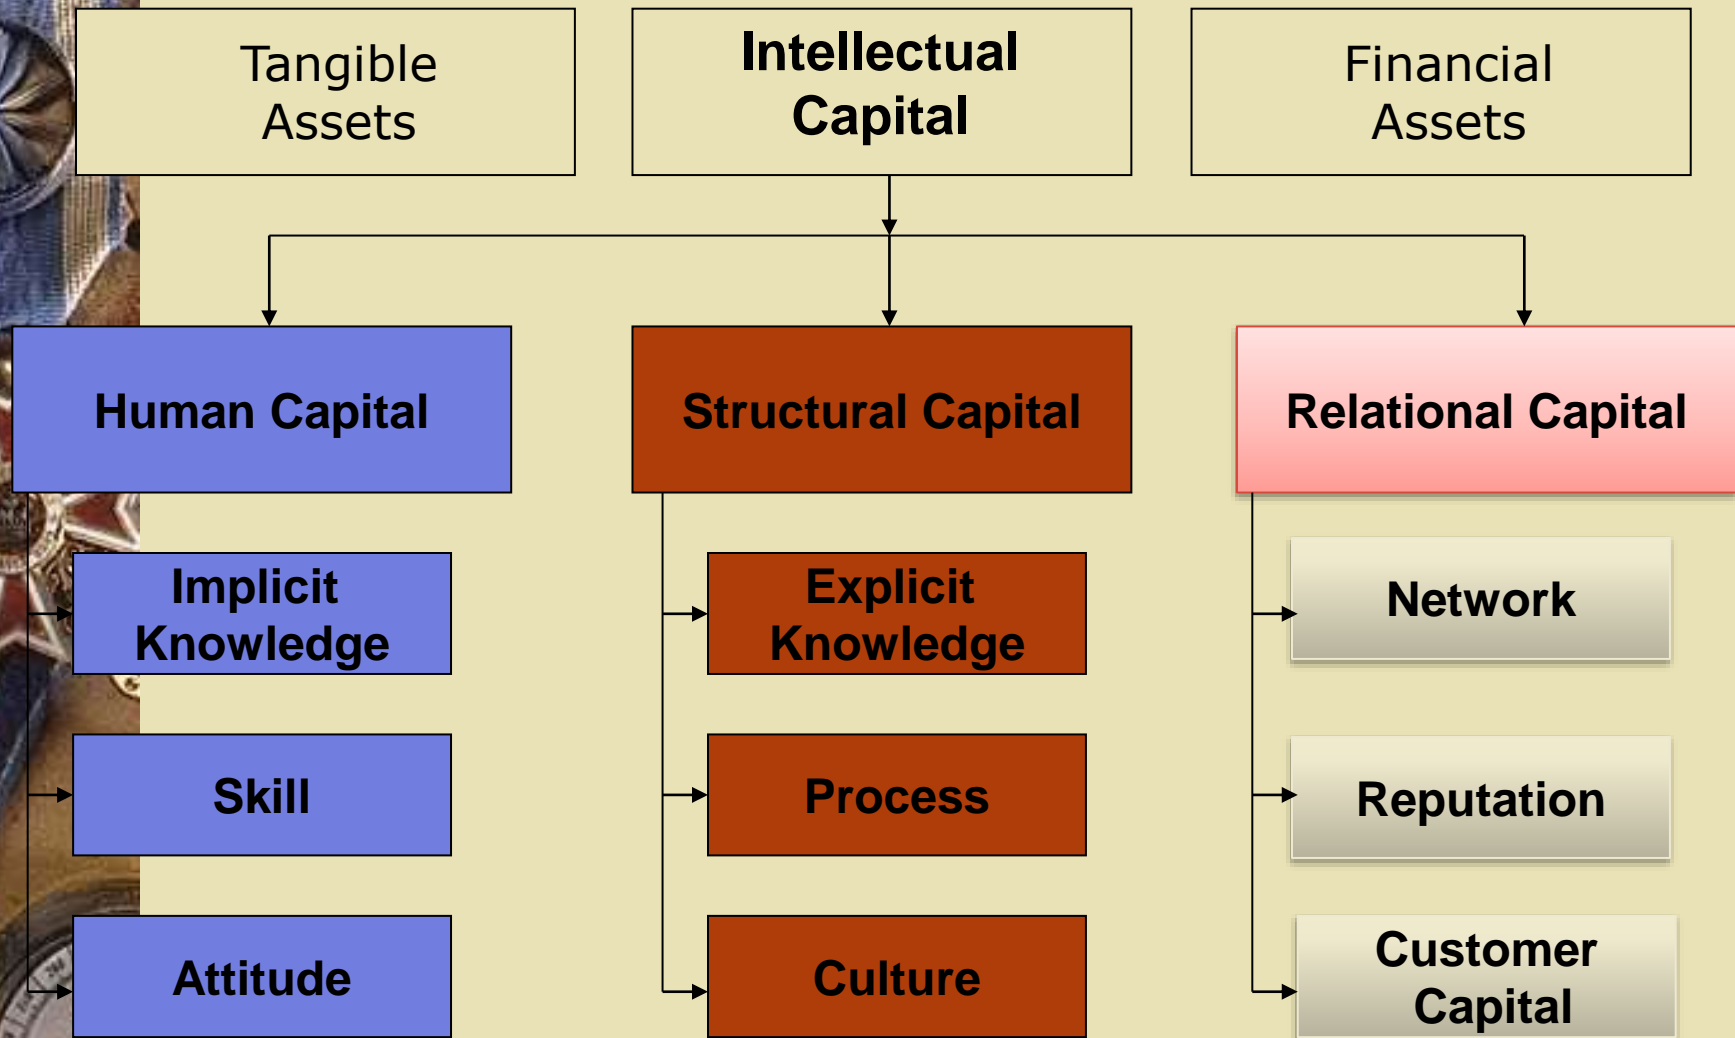 Tangible
Assets
Intellectual
Capital
Financial
Assets
Human Capital
Structural Capital
Relational Capital
Implicit
Knowledge
Explicit
Knowledge
Network
Skill
Process
Reputation
Attitude
Culture
Customer
Capital